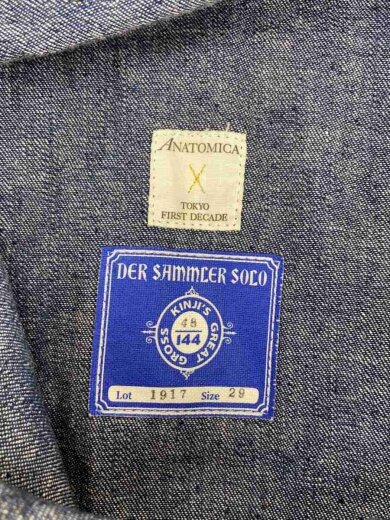 ANATOMICA
X
TOKYO
FIRST DECADE
DER SAMMLER SOLO
KINJI'S
48
144
GREAT GROSS
Lot 1917 Size 29